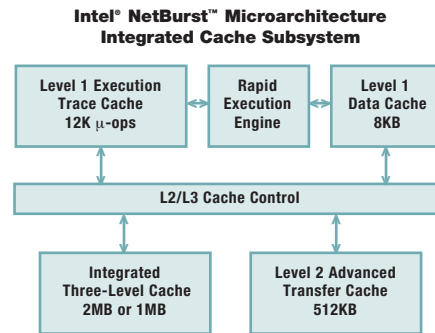 Intel® NetBurst™ Microarchitecture
Integrated Cache Subsystem
Level 1 Execution
Trace Cache
12K μ-ops
Rapid
Execution
Engine
Level 1
Data Cache
8KB
L2/L3 Cache Control
Integrated
Three-Level Cache
2MB or 1MB
Level 2 Advanced
Transfer Cache
512KB